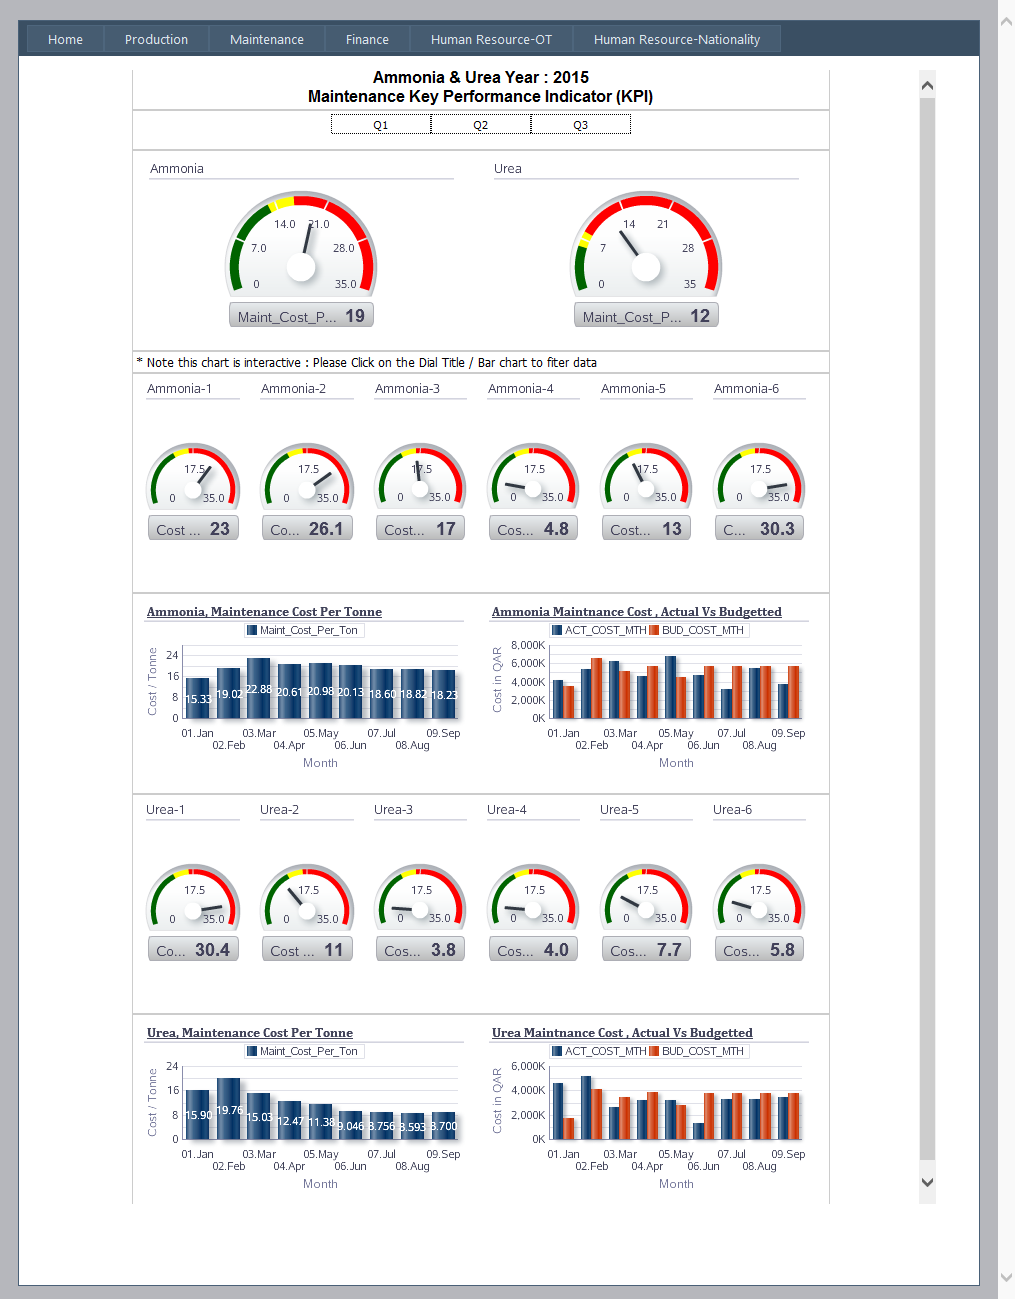 Home Production Maintenance Finance Human Resource-OT Human Resource-Nationality
Ammonia & Urea Year : 2015
Maintenance Key Performance Indicator (KPI)
Q1 Q2 Q3
Ammonia Urea
14.0 21.0 14 21
7.0 28.0 7 28
0 35.0 0 35
Maint_Cost_P... 19 Maint_Cost_P... 12
* Note this chart is interactive : Please Click on the Dial Title / Bar chart to fiter data
Ammonia-1 Ammonia-2 Ammonia-3 Ammonia-4 Ammonia-5 Ammonia-6
17.5 17.5 17.5 17.5 17.5 17.5
0 35.0 0 35.0 0 35.0 0 35.0 0 35.0 0 35.0
Cost ... 23 Co... 26.1 Cost... 17 Cos... 4.8 Cost... 13 C... 30.3
Ammonia, Maintenance Cost Per Tonne Ammonia Maintnance Cost , Actual Vs Budgetted
Maint_Cost_Per_Ton ACT_COST_MTH BUD_COST_MTH
Cost / Tonne
24
16
8
0
15.33 19.02 22.88 20.61 20.98 20.13 18.60 18.82 18.23
01.Jan 03.Mar 05.May 07.Jul 09.Sep
02.Feb 04.Apr 06.Jun 08.Aug
Month
Cost in QAR
8,000K
6,000K
4,000K
2,000K
0K
01.Jan 03.Mar 05.May 07.Jul 09.Sep
02.Feb 04.Apr 06.Jun 08.Aug
Month
Urea-1 Urea-2 Urea-3 Urea-4 Urea-5 Urea-6
17.5 17.5 17.5 17.5 17.5 17.5
0 35.0 0 35.0 0 35.0 0 35.0 0 35.0 0 35.0
Co... 30.4 Cost ... 11 Cos... 3.8 Cos... 4.0 Cos... 7.7 Cos... 5.8
Urea, Maintenance Cost Per Tonne Urea Maintnance Cost , Actual Vs Budgetted
Maint_Cost_Per_Ton ACT_COST_MTH BUD_COST_MTH
Cost / Tonne
24
16
8
0
15.90 19.76 15.03 12.47 11.38 9.046 8.756 8.593 8.700
01.Jan 03.Mar 05.May 07.Jul 09.Sep
02.Feb 04.Apr 06.Jun 08.Aug
Month
Cost in QAR
6,000K
4,000K
2,000K
0K
01.Jan 03.Mar 05.May 07.Jul 09.Sep
02.Feb 04.Apr 06.Jun 08.Aug
Month